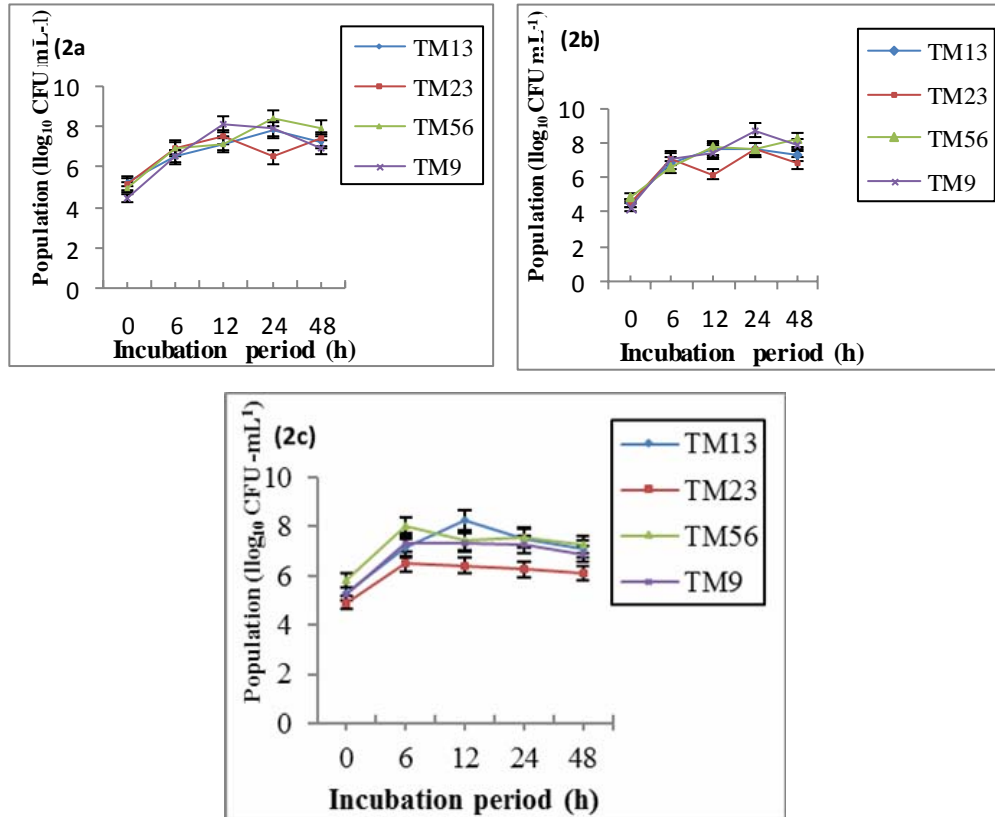 (2a
Population (llog10 CFU mL-1)
10
8
6
4
2
0
0 6 12 24 48
Incubation period (h)
TM13
TM23
TM56
TM9
(2b)
Population (llog10 CFU mL-1)
10
8
6
4
2
0
0 6 12 24 48
Incubation period (h)
TM13
TM23
TM56
TM9
(2c)
Population (llog10 CFU -mL1)
10
8
6
4
2
0
0 6 12 24 48
Incubation period (h)
TM13
TM23
TM56
TM9